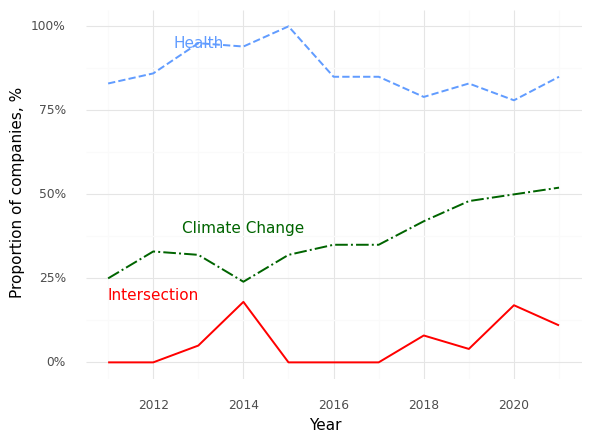 100%
Health
75%
Proportion of companies, %
50%
Climate Change
25%
Intersection
0%
2012 2014 2016 2018 2020
Year